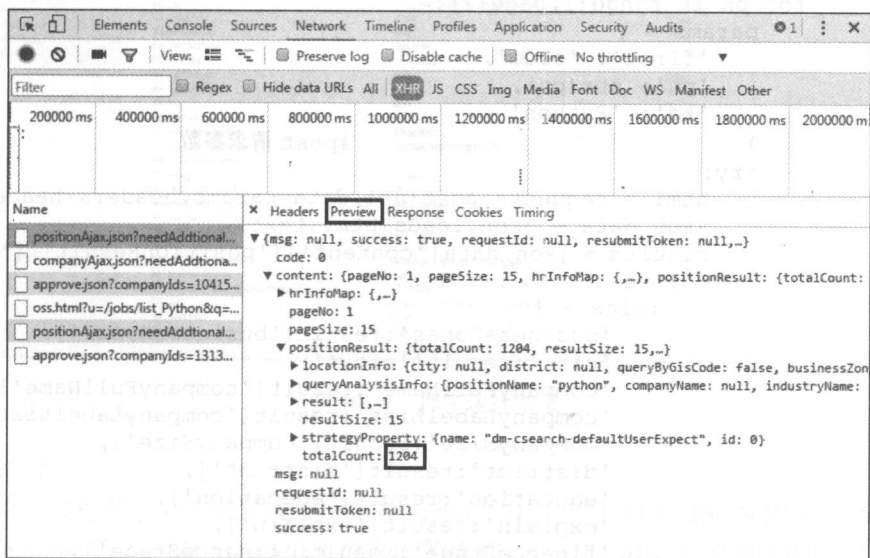 Elements Console Sources Network Timeline Profiles Application Security Audits 1
View: Preserve log Disable cache Offline No throttling
Filter Regex Hide data URLs All XHR JS CSS Img Media Font Doc WS Manifest Other
200000 ms 400000 ms 600000 ms 800000 ms 1000000 ms 1200000 ms 1400000 ms 1600000 ms 1800000 ms 2000000 m
Name × Headers Preview Response Cookies Timing
positionAjax.json?needAddtional... ▼{msg: null, success: true, requestId: null, resubmitToken: null,…}
companyAjax.json?needAddtiona... code: 0
approve.json?companyIds=10415... ▼content: {pageNo: 1, pageSize: 15, hrInfoMap: {,…}, positionResult: {totalCount:
oss.html?u=/jobs/list_Python&q=... ▶hrInfoMap: {,…}
positionAjax.json?needAddtional... pageNo: 1
approve.json?companyIds=1313... pageSize: 15
▼positionResult: {totalCount: 1204, resultSize: 15,…}
▶locationInfo: {city: null, district: null, queryByGisCode: false, businessZon
▶queryAnalysisInfo: {positionName: "python", companyName: null, industryName:
▶result: [,…]
resultSize: 15
▶strategyProperty: {name: "dm-csearch-defaultUserExpect", id: 0}
totalCount: 1204
msg: null
requestId: null
resubmitToken: null
success: true